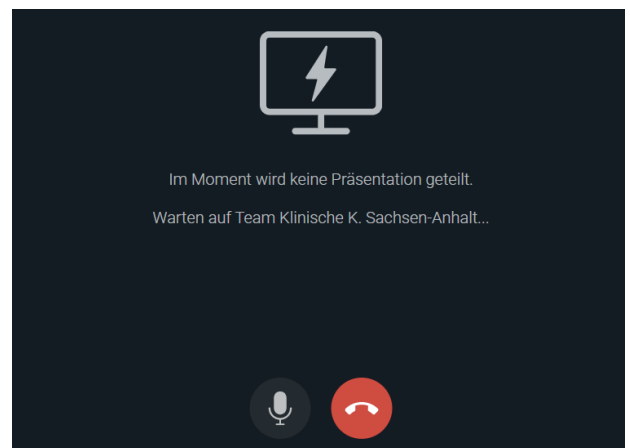 Im Moment wird keine Präsentation geteilt.
Warten auf Team Klinische K. Sachsen-Anhalt...